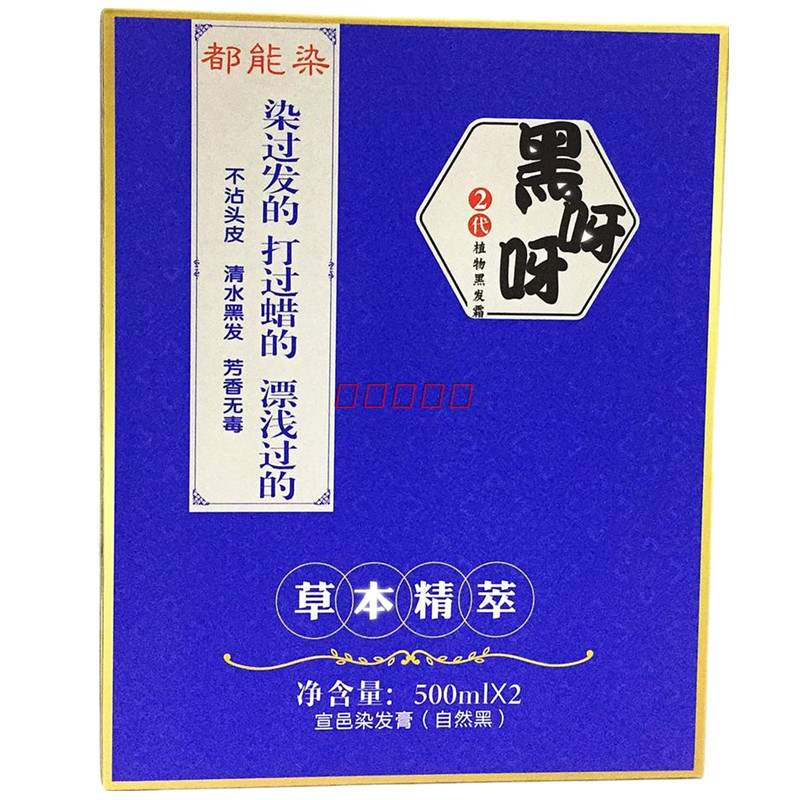 都能染
染过发的 打过蜡的 漂浅过的
不沾头皮 清水黑发 芳香无毒
黑呀呀
2代
植物黑发霜
草本精萃
净含量：500mlX2
宣邑染发膏（自然黑）